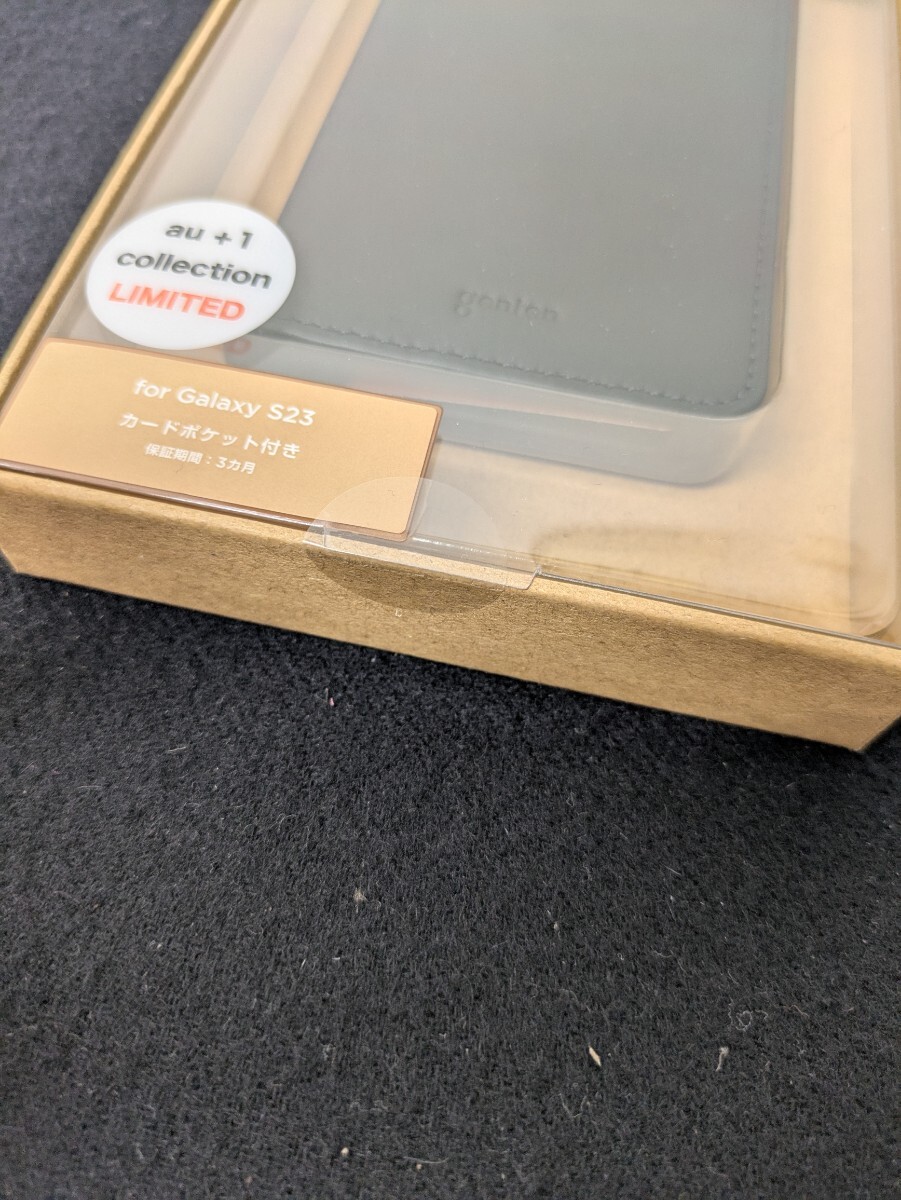 au + 1
collection
LIMITED
genten
for Galaxy S23
カードポケット付き
保証期間：3カ月